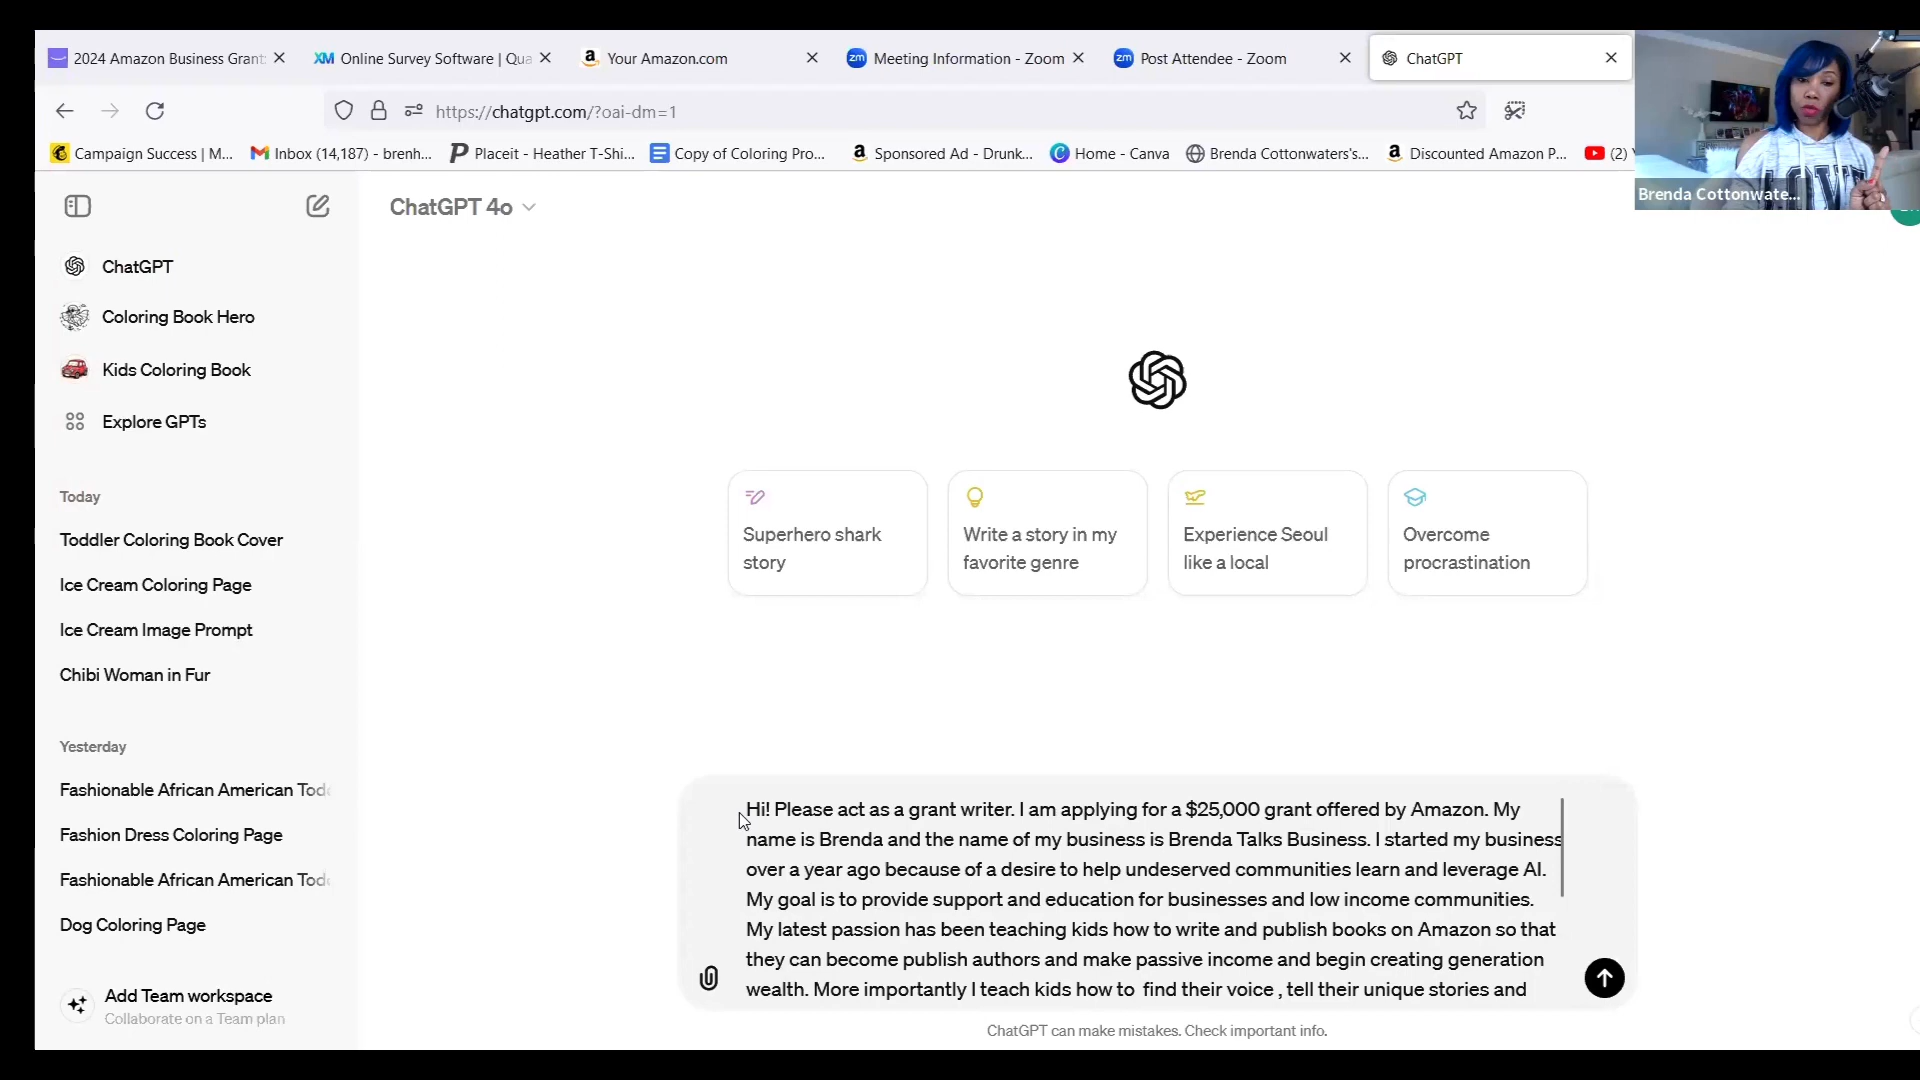 2024 Amazon Business Grant
XM Online Survey Software | Qua
Your Amazon.com
zm Meeting Information - Zoom
zm Post Attendee - Zoom
ChatGPT
https://chatgpt.com/?oai-dm=1
Campaign Success | M... Inbox (14,187) - brenh... Placeit - Heather T-Shi... Copy of Coloring Pro... Sponsored Ad - Drunk... Home - Canva Brenda Cottonwaters's... Discounted Amazon P... (2)
Brenda Cottonwate...
ChatGPT 4o
ChatGPT
Coloring Book Hero
Kids Coloring Book
Explore GPTs
Today
Toddler Coloring Book Cover
Ice Cream Coloring Page
Ice Cream Image Prompt
Chibi Woman in Fur
Yesterday
Fashionable African American Todd
Fashion Dress Coloring Page
Fashionable African American Todd
Dog Coloring Page
Add Team workspace
Collaborate on a Team plan
Superhero shark
story
Write a story in my
favorite genre
Experience Seoul
like a local
Overcome
procrastination
Hi! Please act as a grant writer. I am applying for a $25,000 grant offered by Amazon. My
name is Brenda and the name of my business is Brenda Talks Business. I started my business
over a year ago because of a desire to help undeserved communities learn and leverage AI.
My goal is to provide support and education for businesses and low income communities.
My latest passion has been teaching kids how to write and publish books on Amazon so that
they can become publish authors and make passive income and begin creating generation
wealth. More importantly I teach kids how to find their voice , tell their unique stories and
ChatGPT can make mistakes. Check important info.